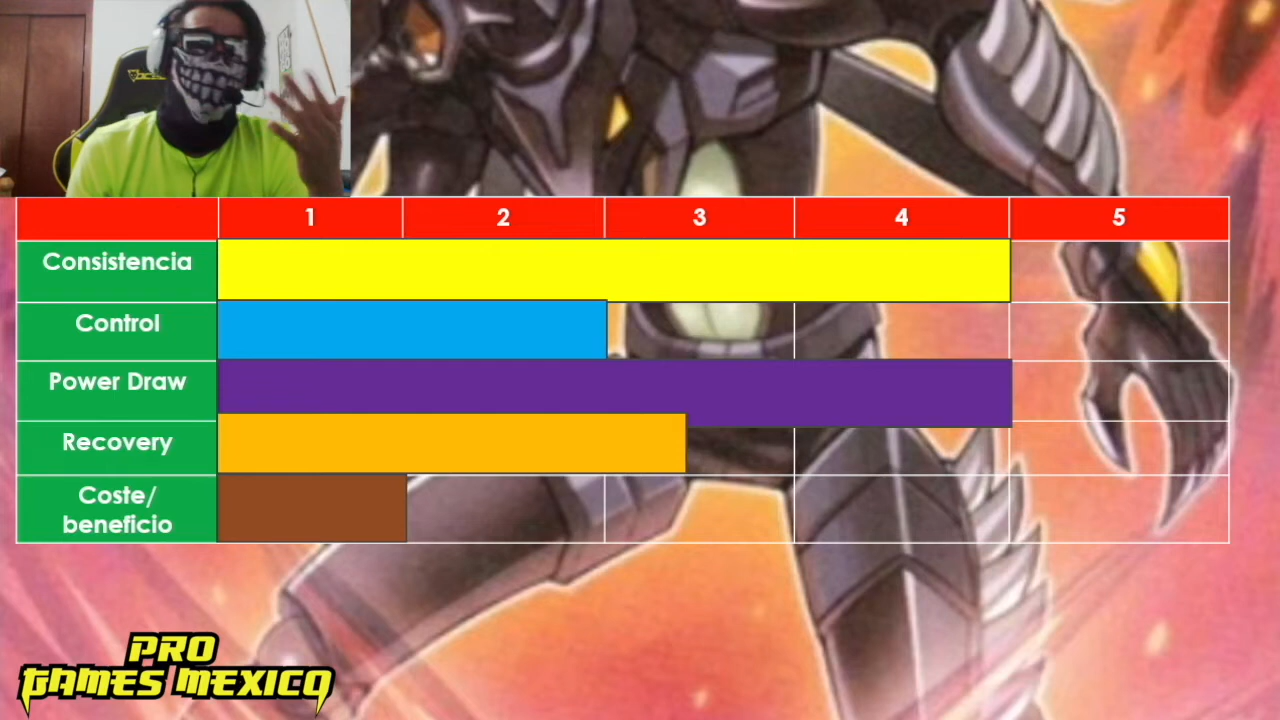 1 2 3 4 5
Consistencia
Control
Power Draw
Recovery
Coste/
beneficio
PRO
GAMES MEXICO